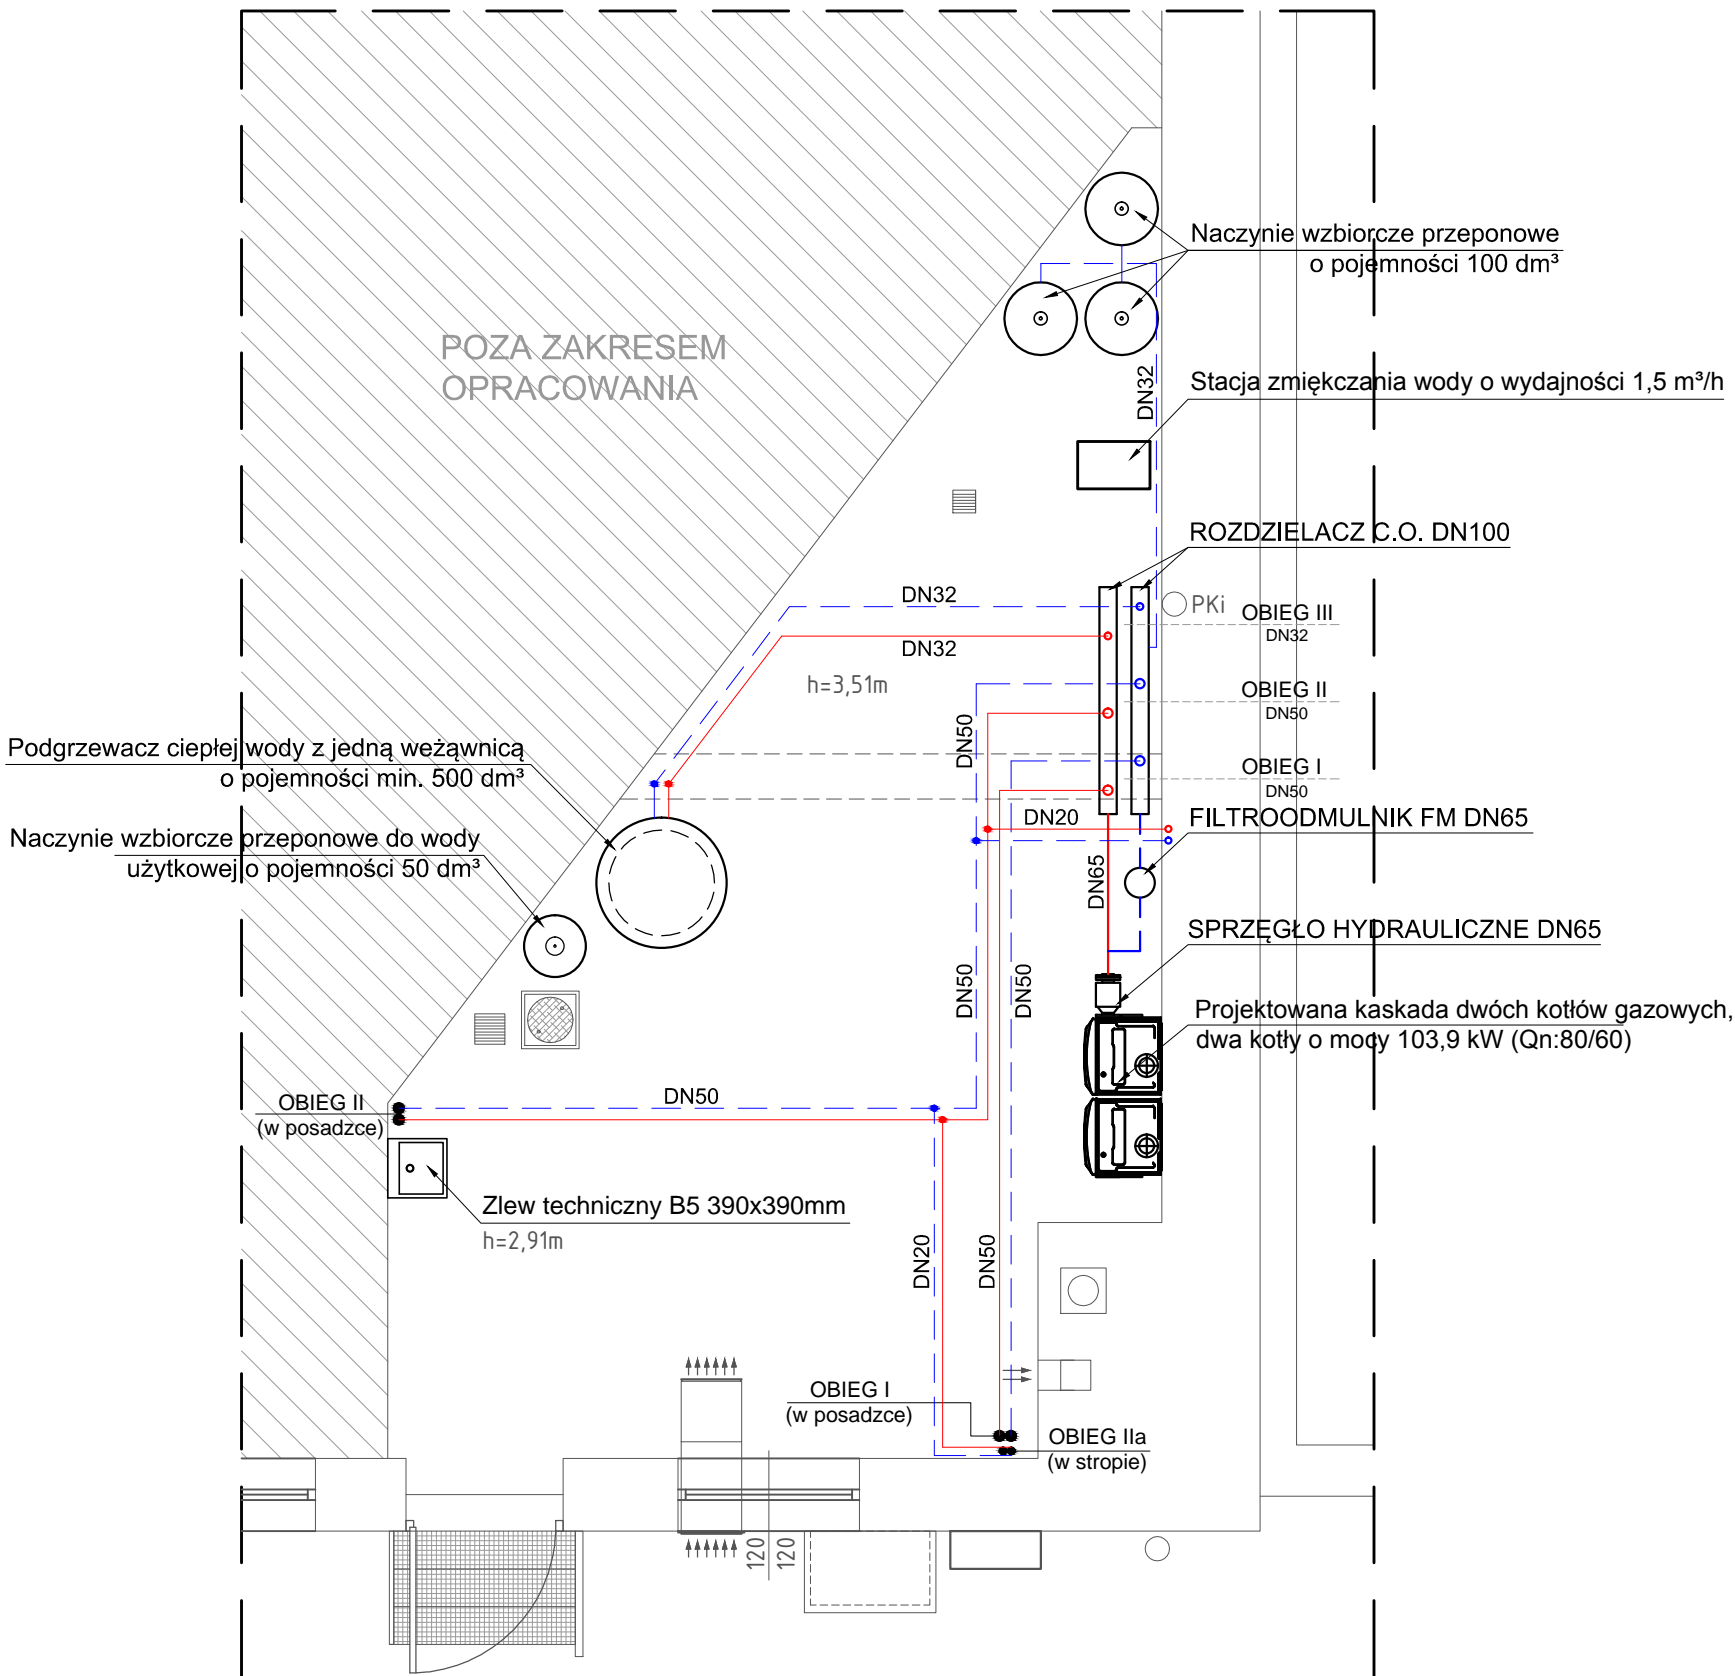 Naczynie wzbiorcze przeponowe
o pojemności 100 dm³
POZA ZAKRESEM
OPRACOWANIA
DN32
Stacja zmiękczania wody o wydajności 1,5 m³/h
ROZDZIELACZ C.O. DN100
DN32
PKi
OBIEG III
DN32
DN32
h=3,51m
OBIEG II
DN50
DN50
Podgrzewacz ciepłej wody z jedną weżąwnicą
o pojemności min. 500 dm³
OBIEG I
DN50
DN20
FILTROODMULNIK FM DN65
Naczynie wzbiorcze przeponowe do wody
użytkowej o pojemności 50 dm³
DN65
SPRZĘGŁO HYDRAULICZNE DN65
DN50
DN50
Projektowana kaskada dwóch kotłów gazowych,
dwa kotły o mocy 103,9 kW (Qn:80/60)
DN50
OBIEG II
(w posadzce)
Zlew techniczny B5 390x390mm
h=2,91m
DN20
DN50
OBIEG I
(w posadzce)
OBIEG IIa
(w stropie)
120
120